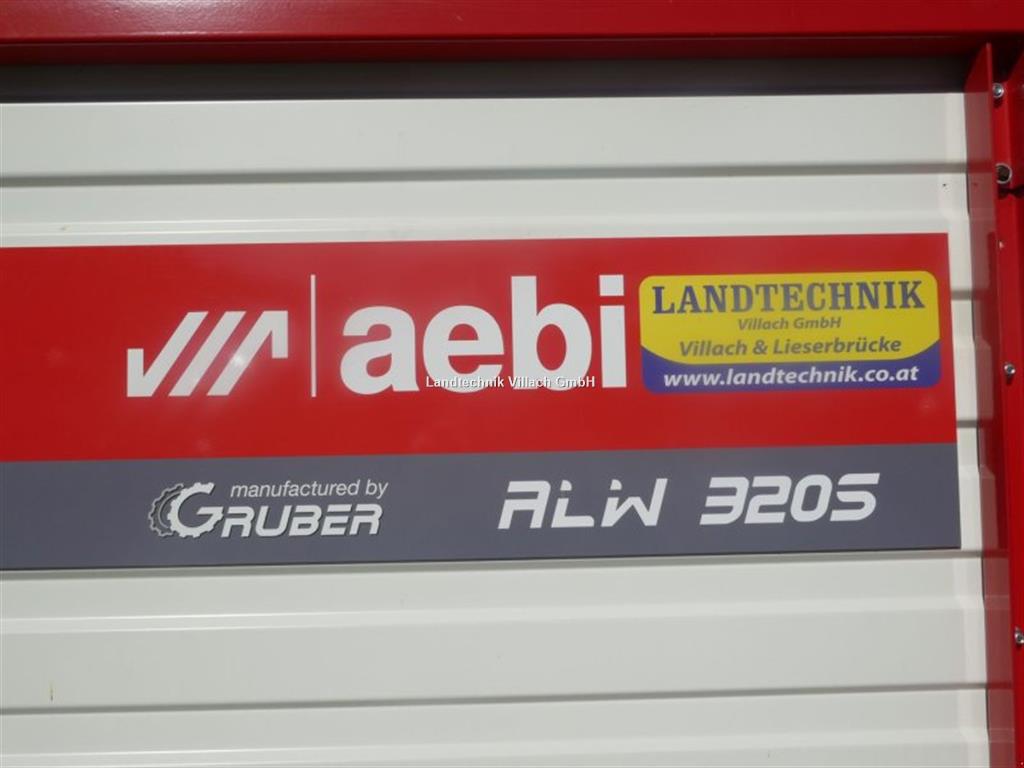 aebi
LANDTECHNIK
Villach GmbH
Villach & Lieserbrücke
www.landtechnik.co.at
Landtechnik Villach GmbH
manufactured by
GRUBER
ALW 320S